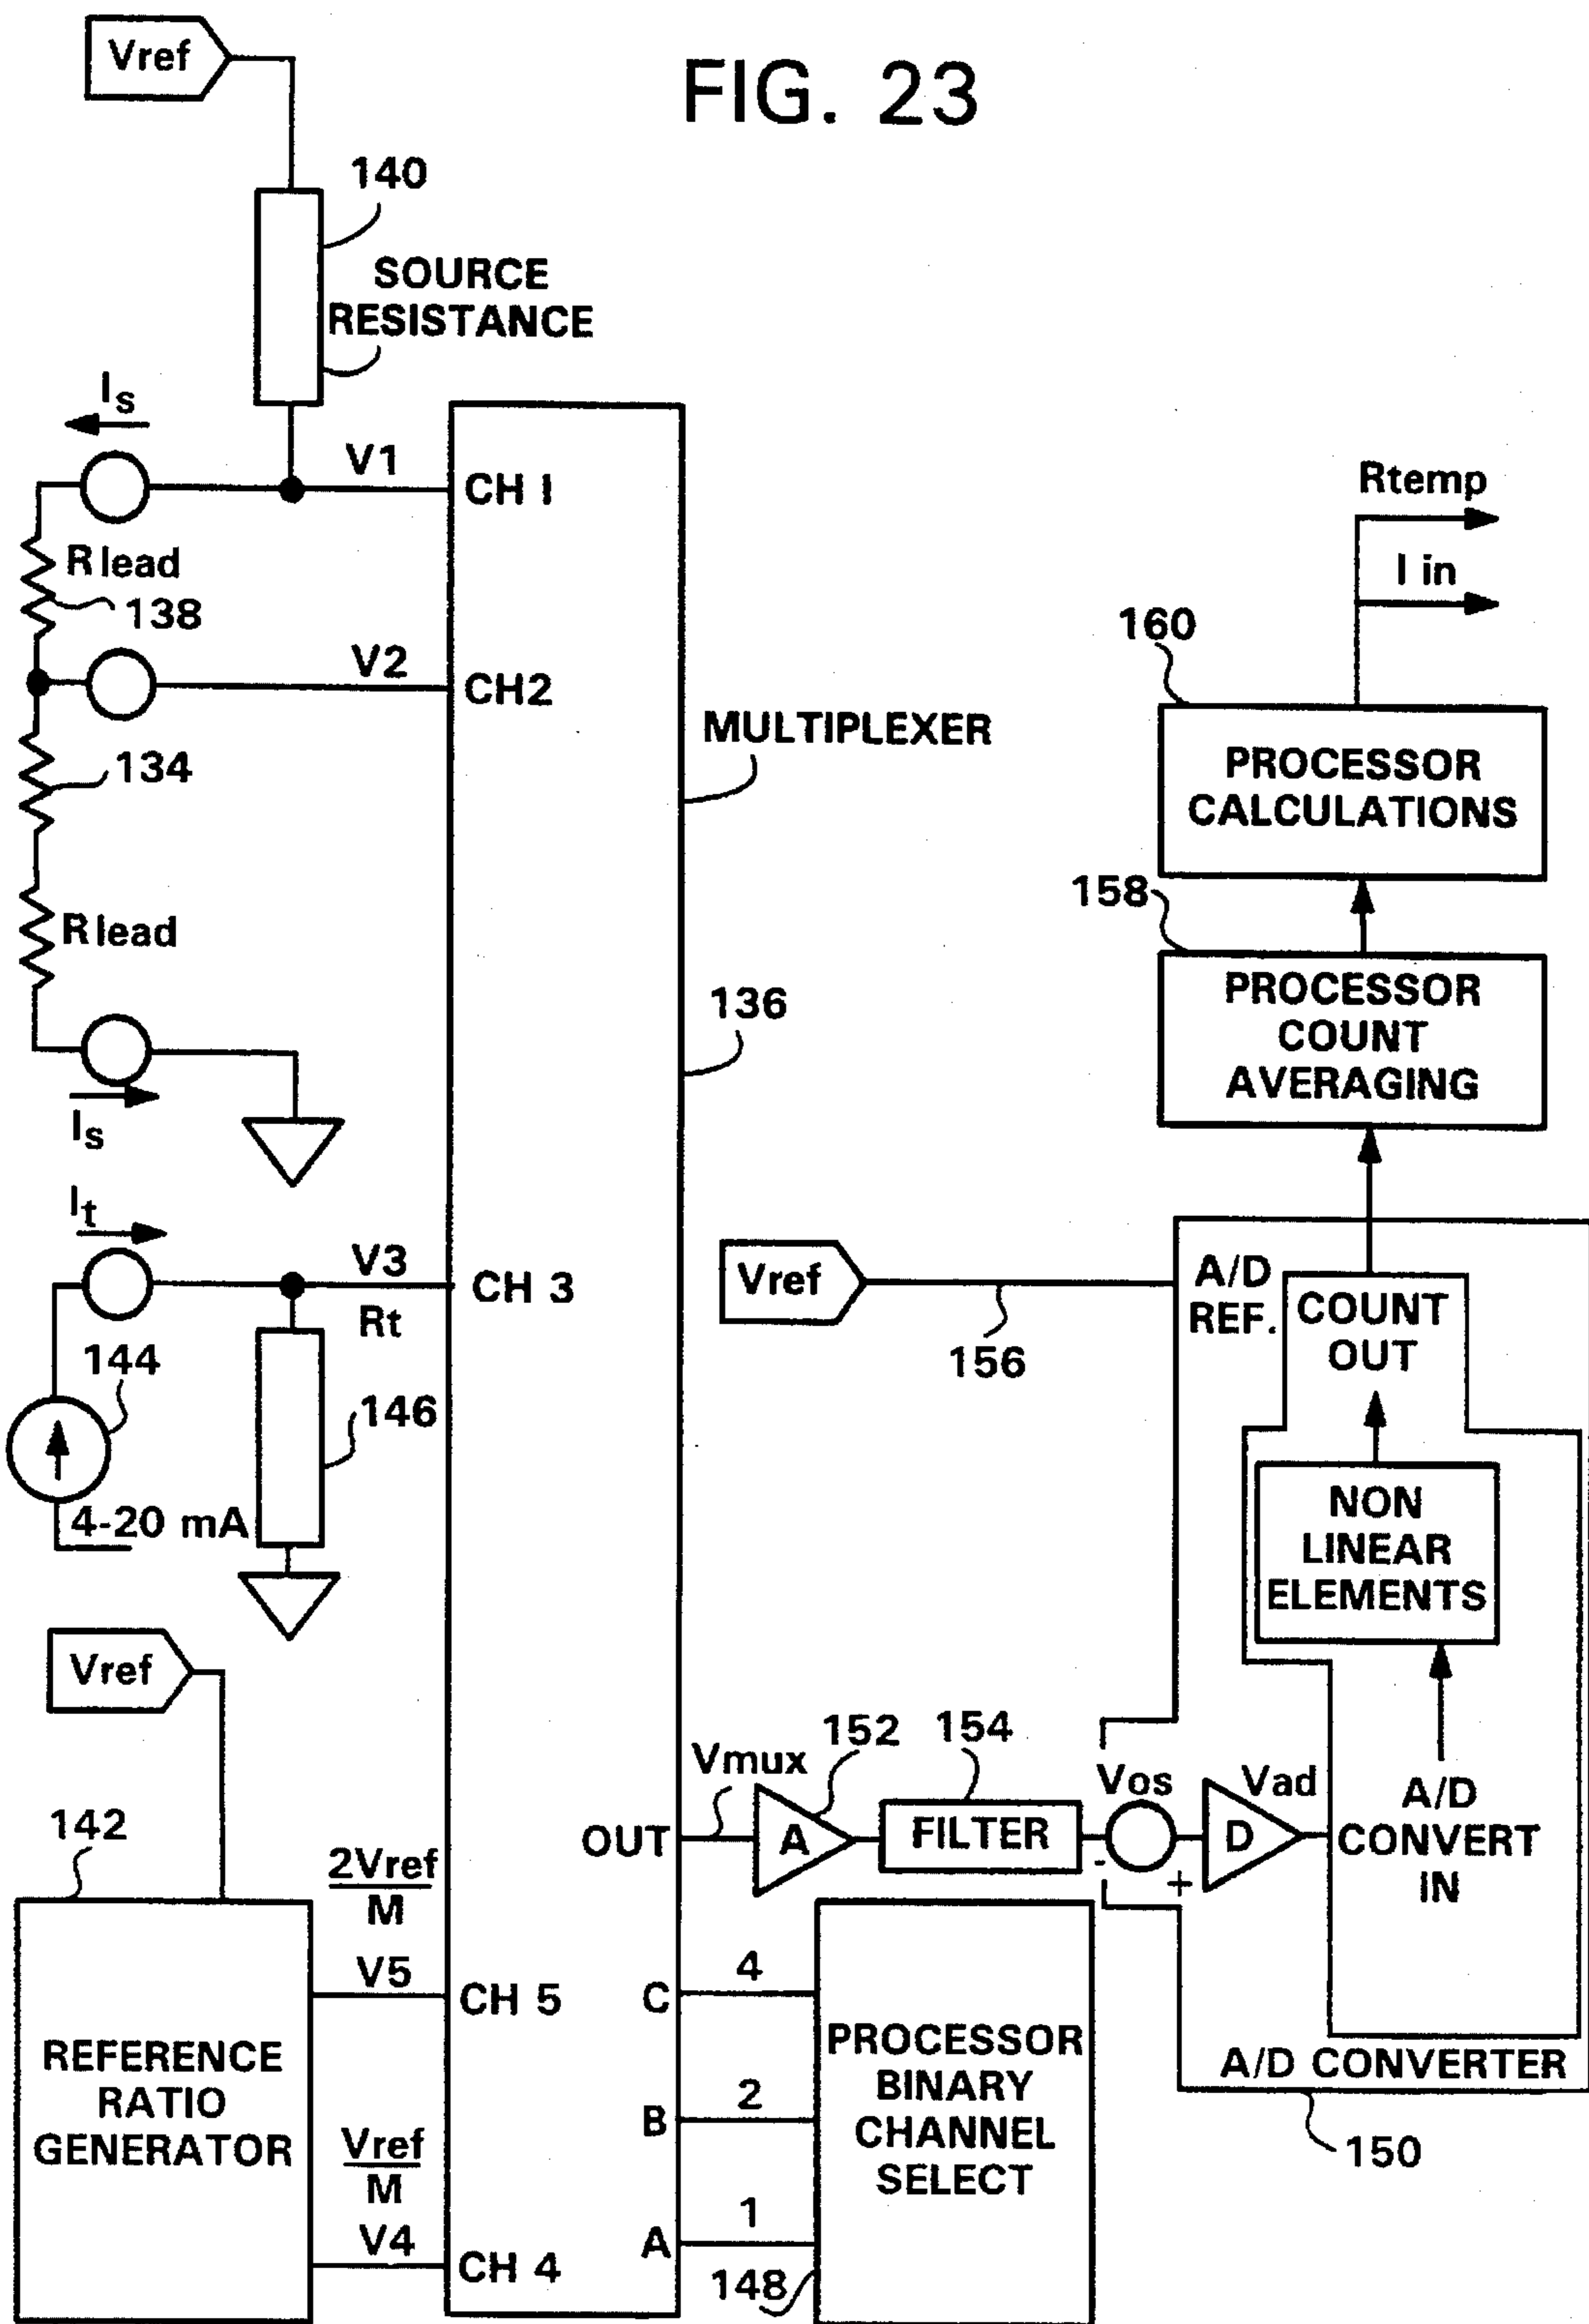 FIG. 23
Vref
140
SOURCE
RESISTANCE
Is
V1
CH 1
R lead
138
V2
CH2
134
R lead
Is
MULTIPLEXER
136
It
V3
CH 3
Rt
144
146
4-20 mA
Vref
142
REFERENCE
RATIO
GENERATOR
2Vref
M
V5
CH 5
Vref
M
V4
CH 4
OUT
C
B
A
4
2
1
148
PROCESSOR
BINARY
CHANNEL
SELECT
Vmux
152
A
154
FILTER
Vos
-
+
D
Vad
Vref
156
A/D
REF.
COUNT
OUT
NON
LINEAR
ELEMENTS
A/D
CONVERT
IN
A/D CONVERTER
150
158
PROCESSOR
COUNT
AVERAGING
160
PROCESSOR
CALCULATIONS
Rtemp
I in